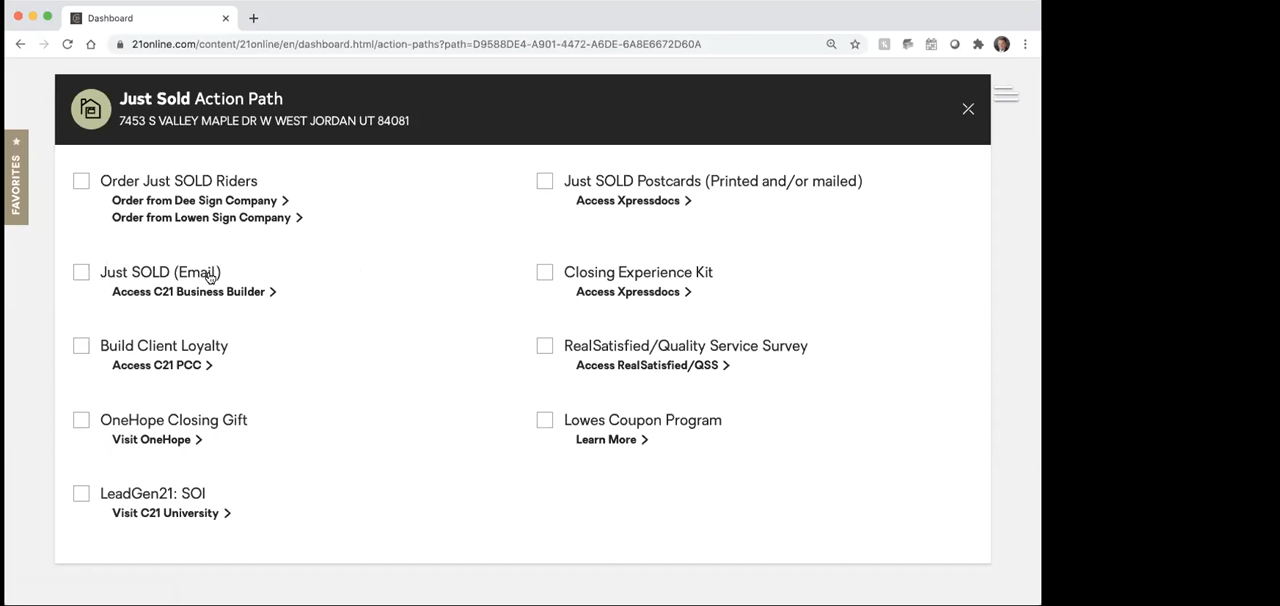 Dashboard
21online.com/content/21online/en/dashboard.html/action-paths?path=D9588DE4-A901-4472-A6DE-6A8E6672D60A
Just Sold Action Path
7453 S VALLEY MAPLE DR W WEST JORDAN UT 84081
FAVORITES
Order Just SOLD Riders
Order from Dee Sign Company
Order from Lowen Sign Company
Just SOLD Postcards (Printed and/or mailed)
Access Xpressdocs
Just SOLD (Email)
Access C21 Business Builder
Closing Experience Kit
Access Xpressdocs
Build Client Loyalty
Access C21 PCC
RealSatisfied/Quality Service Survey
Access RealSatisfied/QSS
OneHope Closing Gift
Visit OneHope
Lowes Coupon Program
Learn More
LeadGen21: SOI
Visit C21 University